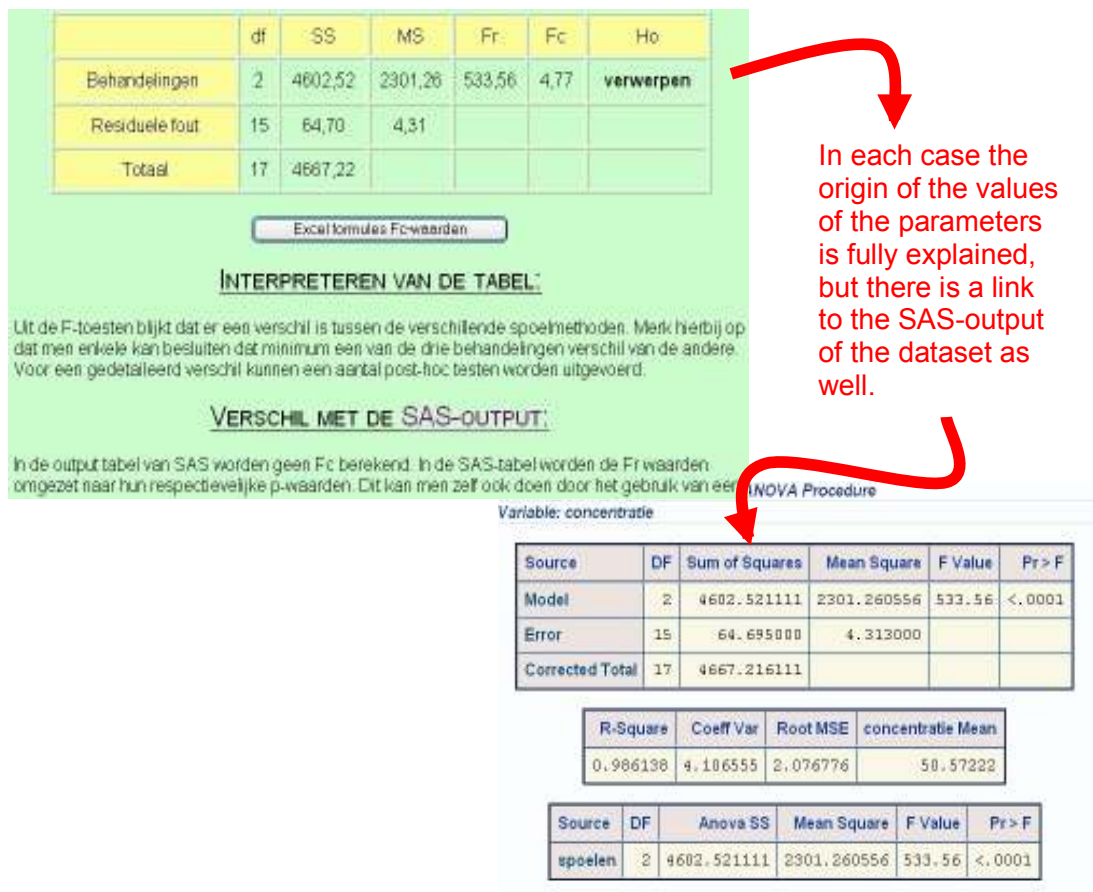 df SS MS Fr Fc Ho
Behandelingen 2 4602,52 2301,26 533,56 4,77 verwerpen
Residuele fout 15 64,70 4,31
Totaal 17 4667,22
Excel formules Fc-waarden
INTERPRETEREN VAN DE TABEL:
Uit de F-toesten blijkt dat er een verschil is tussen de verschillende spoelmethoden. Merk hierbij op
dat men enkele kan besluiten dat minimum een van de drie behandelingen verschil van de andere.
Voor een gedetaileerd verschil kunnen een aantal post-hoc testen worden uitgevoerd.
VERSCHIL MET DE SAS-OUTPUT:
In de output tabel van SAS worden geen Fc berekend. In de SAS-tabel worden de Fr waarden
omgezet naar hun respectievelijke p-waarden. Dit kan men zelf ook doen door het gebruik van een
In each case the
origin of the values
of the parameters
is fully explained,
but there is a link
to the SAS-output
of the dataset as
well.
ANOVA Procedure
Variable: concentratie
Source DF Sum of Squares Mean Square F Value Pr > F
Model 2 4602.521111 2301.260556 533.56 <.0001
Error 15 64.695000 4.313000
Corrected Total 17 4667.216111
R-Square Coeff Var Root MSE concentratie Mean
0.986138 4.106555 2.076776 50.57222
Source DF Anova SS Mean Square F Value Pr > F
spoelen 2 4602.521111 2301.260556 533.56 <.0001